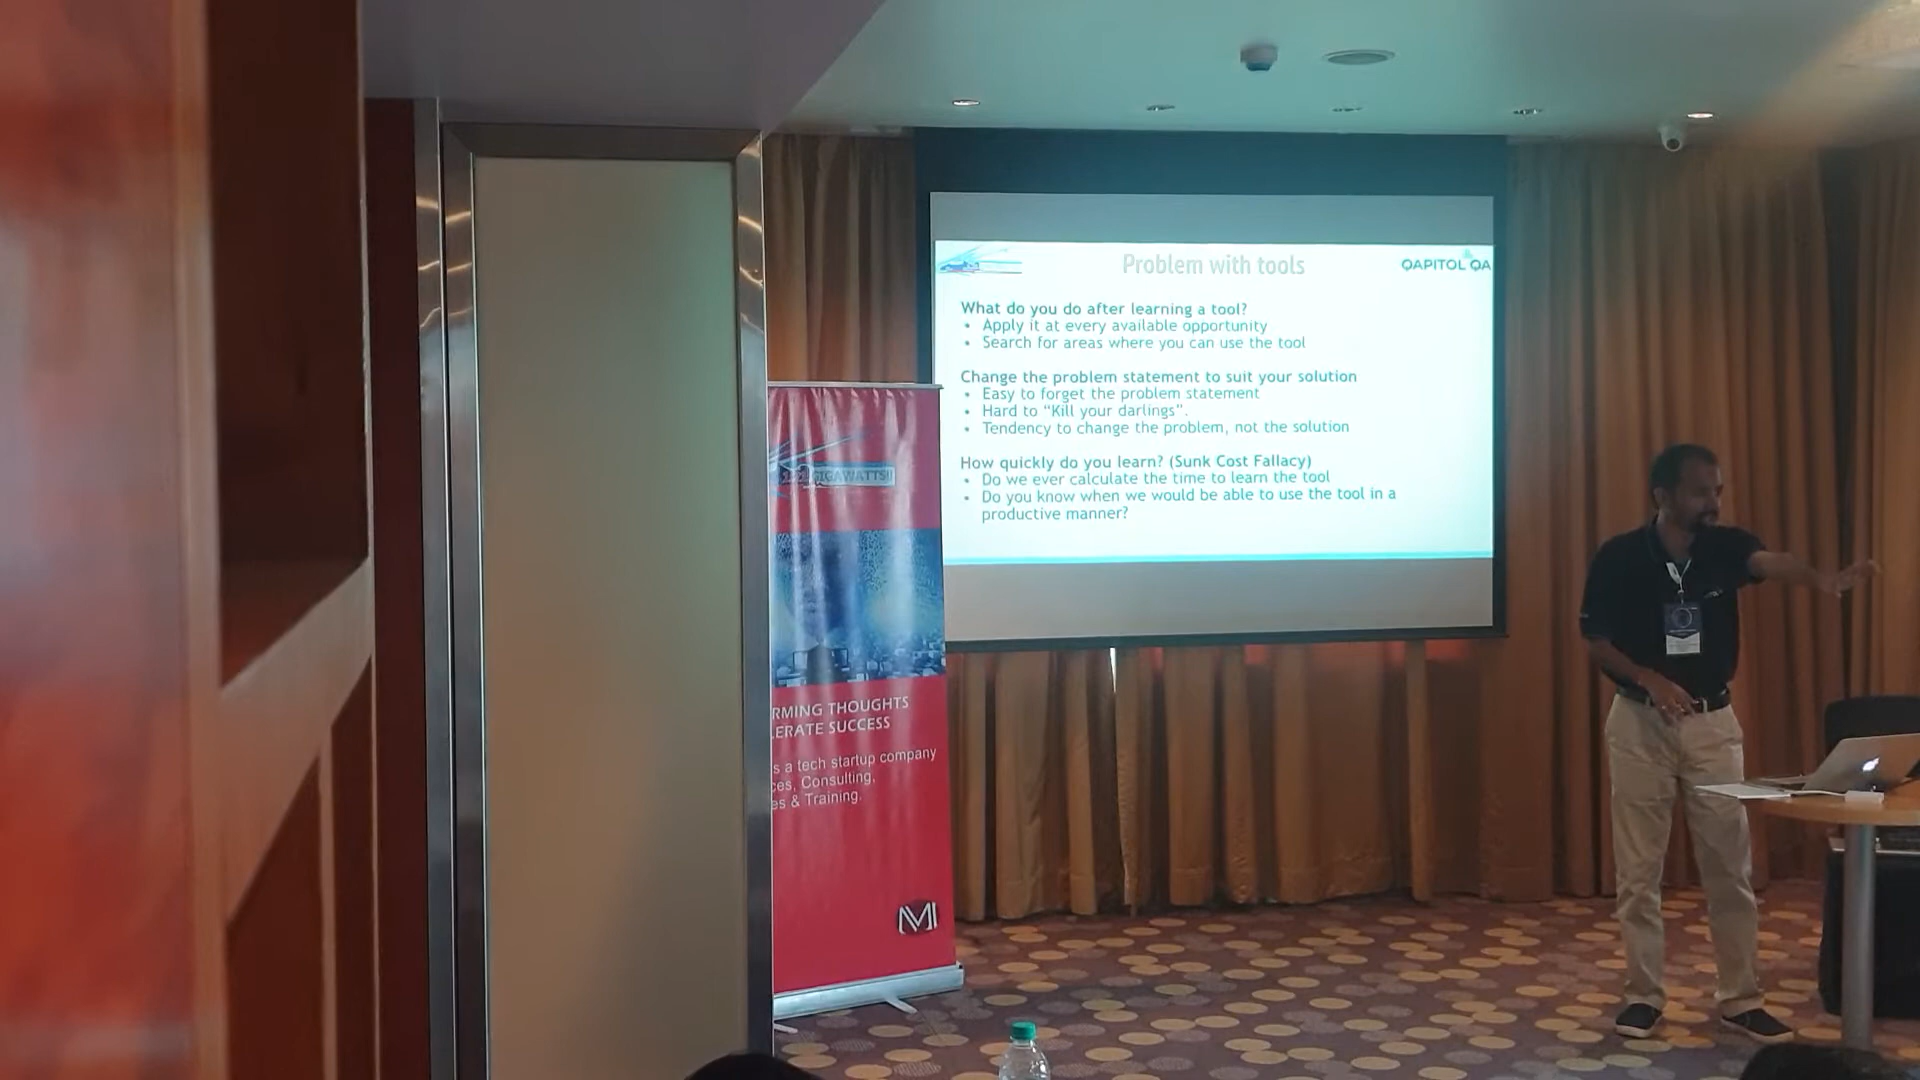 Problem with tools
QAPITOL QA
What do you do after learning a tool?
• Apply it at every available opportunity
• Search for areas where you can use the tool
Change the problem statement to suit your solution
• Easy to forget the problem statement
• Hard to “Kill your darlings”.
• Tendency to change the problem, not the solution
How quickly do you learn? (Sunk Cost Fallacy)
• Do we ever calculate the time to learn the tool
• Do you know when we would be able to use the tool in a
productive manner?
GIGAWATTS!!
RMING THOUGHTS
ERATE SUCCESS
s a tech startup company
ces, Consulting,
es & Training.